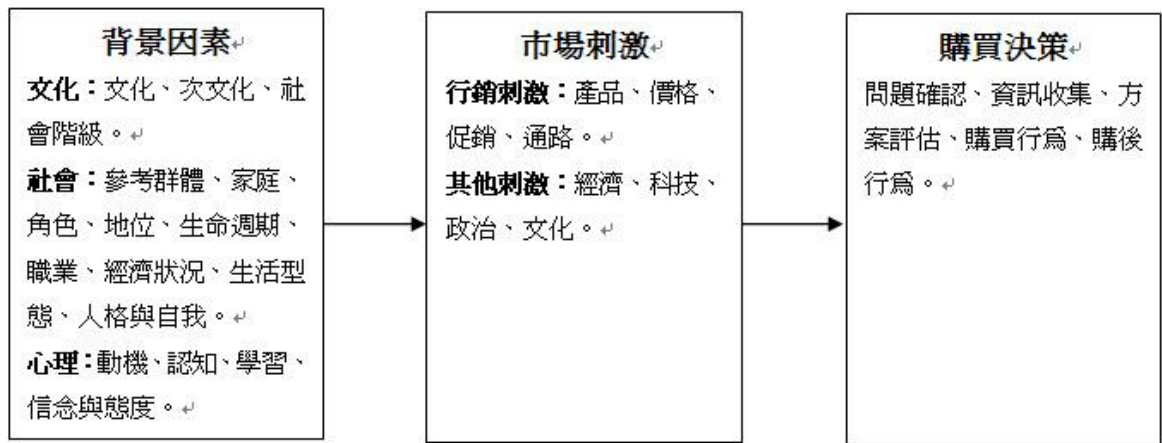 背景因素
文化：文化、次文化、社
會階級。
社會：參考群體、家庭、
角色、地位、生命週期、
職業、經濟狀況、生活型
態、人格與自我。
心理：動機、認知、學習、
信念與態度。
市場刺激
行銷刺激：產品、價格、
促銷、通路。
其他刺激：經濟、科技、
政治、文化。
購買決策
問題確認、資訊收集、方
案評估、購買行為、購後
行為。